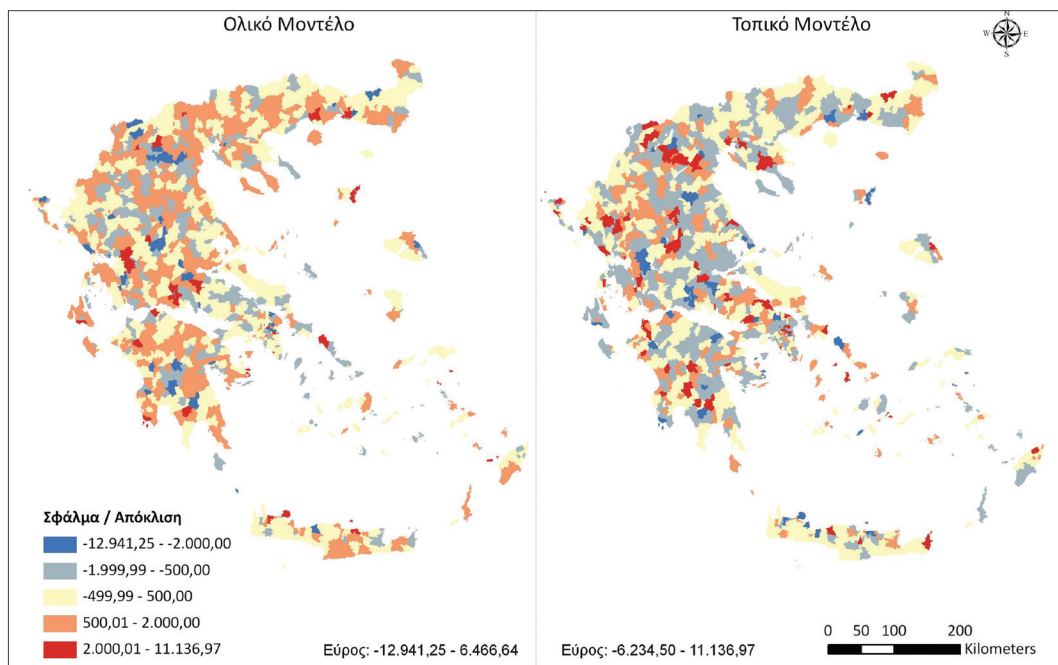 Ολικό Μοντέλο
Τοπικό Μοντέλο
N
W E
S
Σφάλμα / Απόκλιση
-12.941,25 - -2.000,00
-1.999,99 - -500,00
-499,99 - 500,00
500,01 - 2.000,00
2.000,01 - 11.136,97
Εύρος: -12.941,25 - 6.466,64
-6.234,50 - 11.136,97 :Εύρος
0 50 100 200
Kilometers